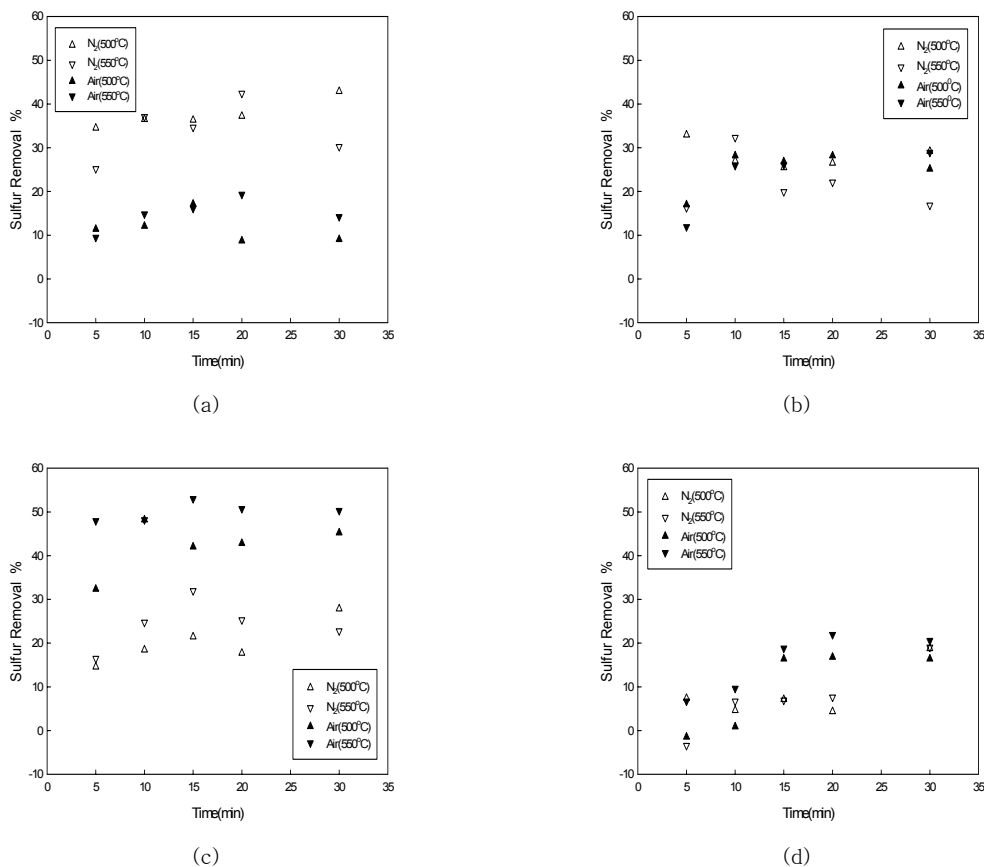 60
50
40
30
20
10
0
-10
Sulfur Removal %
N₂(500°C)
N₂(550°C)
Air(500°C)
Air(550°C)
0 5 10 15 20 25 30 35
Time(min)
(a)
60
50
40
30
20
10
0
-10
Sulfur Removal %
N₂(500°C)
N₂(550°C)
Air(500⁰C)
Air(550°C)
0 5 10 15 20 25 30 35
Time(min)
(b)
60
50
40
30
20
10
0
-10
Sulfur Removal %
N₂(500°C)
N₂(550°C)
Air(500°C)
Air(550°C)
0 5 10 15 20 25 30 35
Time(min)
(c)
60
50
40
30
20
10
0
-10
Sulfur Removal %
N₂(500°C)
N₂(550°C)
Air(500°C)
Air(550°C)
0 5 10 15 20 25 30 35
Time(min)
(d)